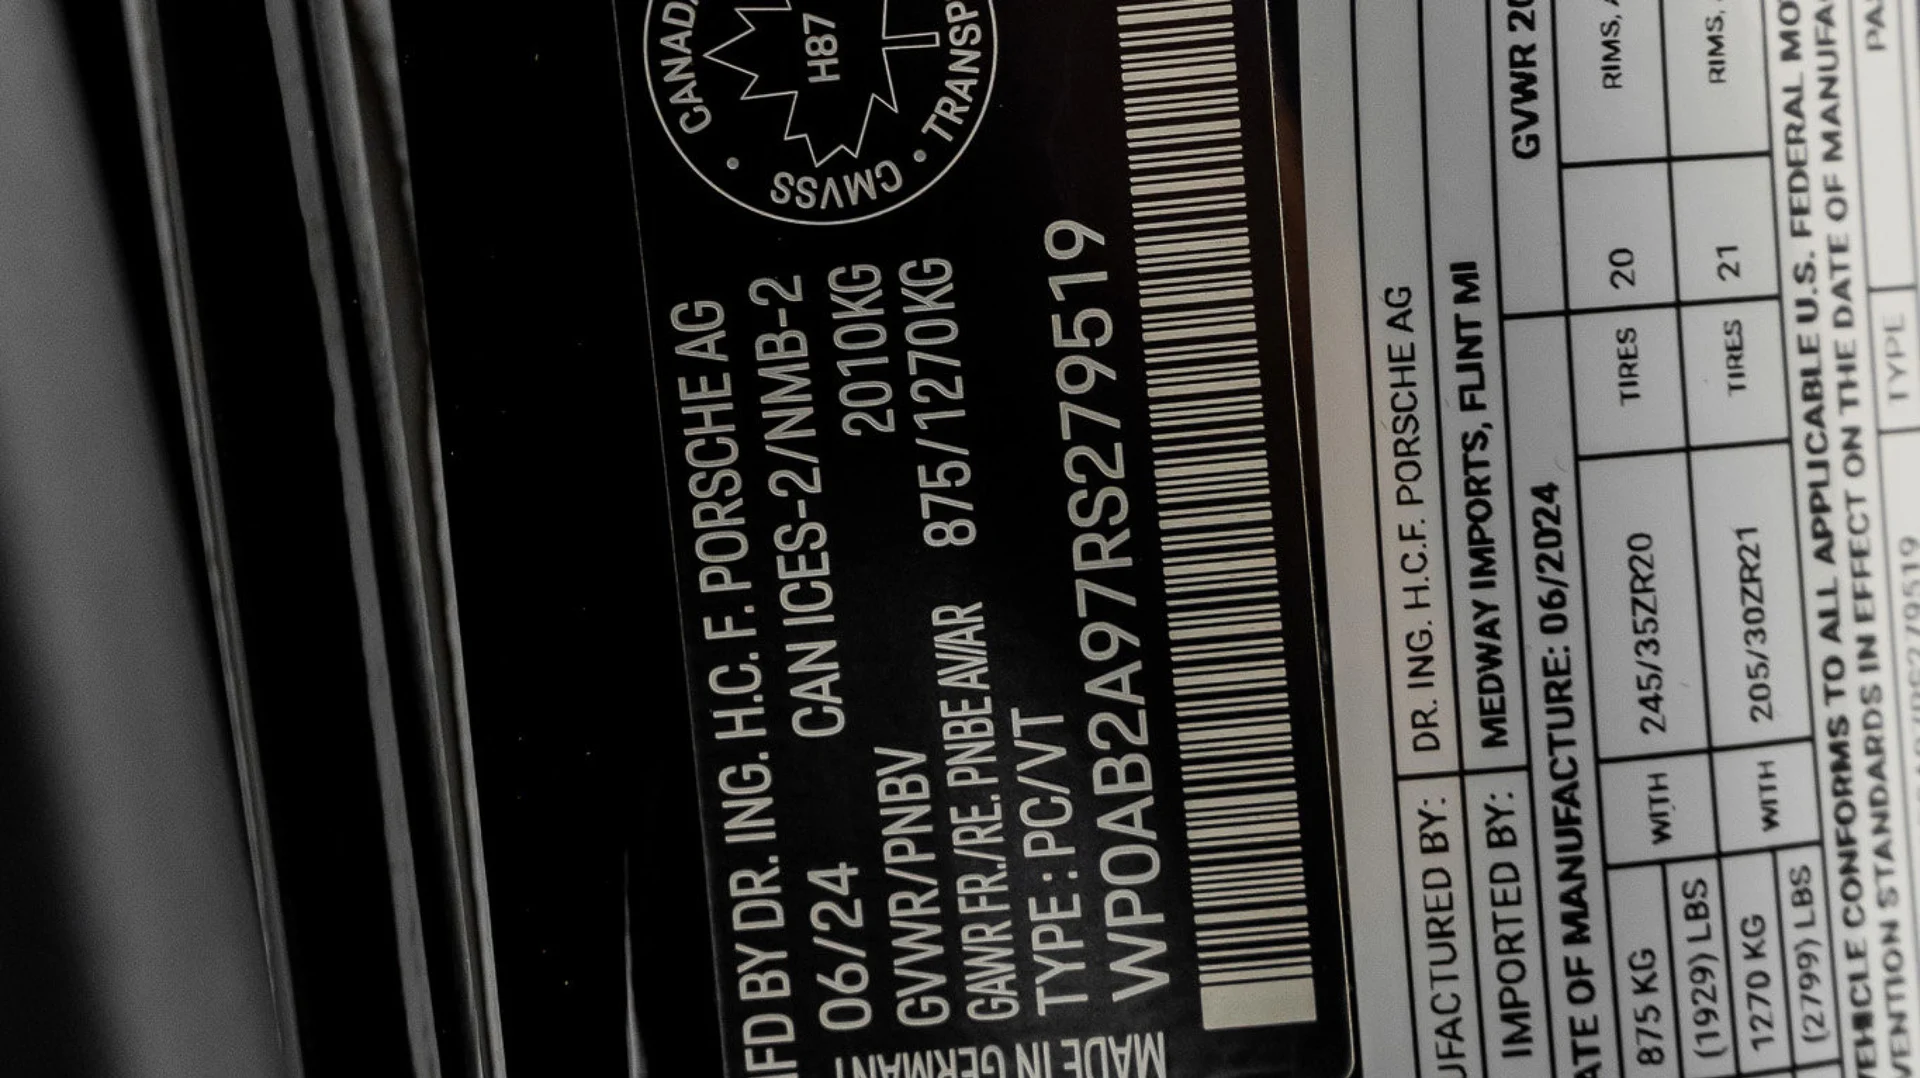 MFD BY DR. ING. H.C. F. PORSCHE AG
06/24 CAN ICES-2/NMB-2
GVWR/PNBV 2010KG
GAWR FR./RE. PNBE AV/AR 875/1270KG
TYPE : PC/VT
WP0AB2A97RS279519
MADE IN GERMANY
CANADA
TRANSP
CMVSS
H87
UFACTURED BY: DR. ING. H.C.F. PORSCHE AG
IMPORTED BY: MEDWAY IMPORTS, FLINT MI
ATE OF MANUFACTURE: 06/2024 GVWR 20
875 KG WITH 245/35ZR20 TIRES 20 RIMS,
(1929) LBS
1270 KG WITH 205/30ZR21 TIRES 21 RIMS,
(2799) LBS
VEHICLE CONFORMS TO ALL APPLICABLE U.S. FEDERAL MO
VENTION STANDARDS IN EFFECT ON THE DATE OF MANUFA
TYPE PA